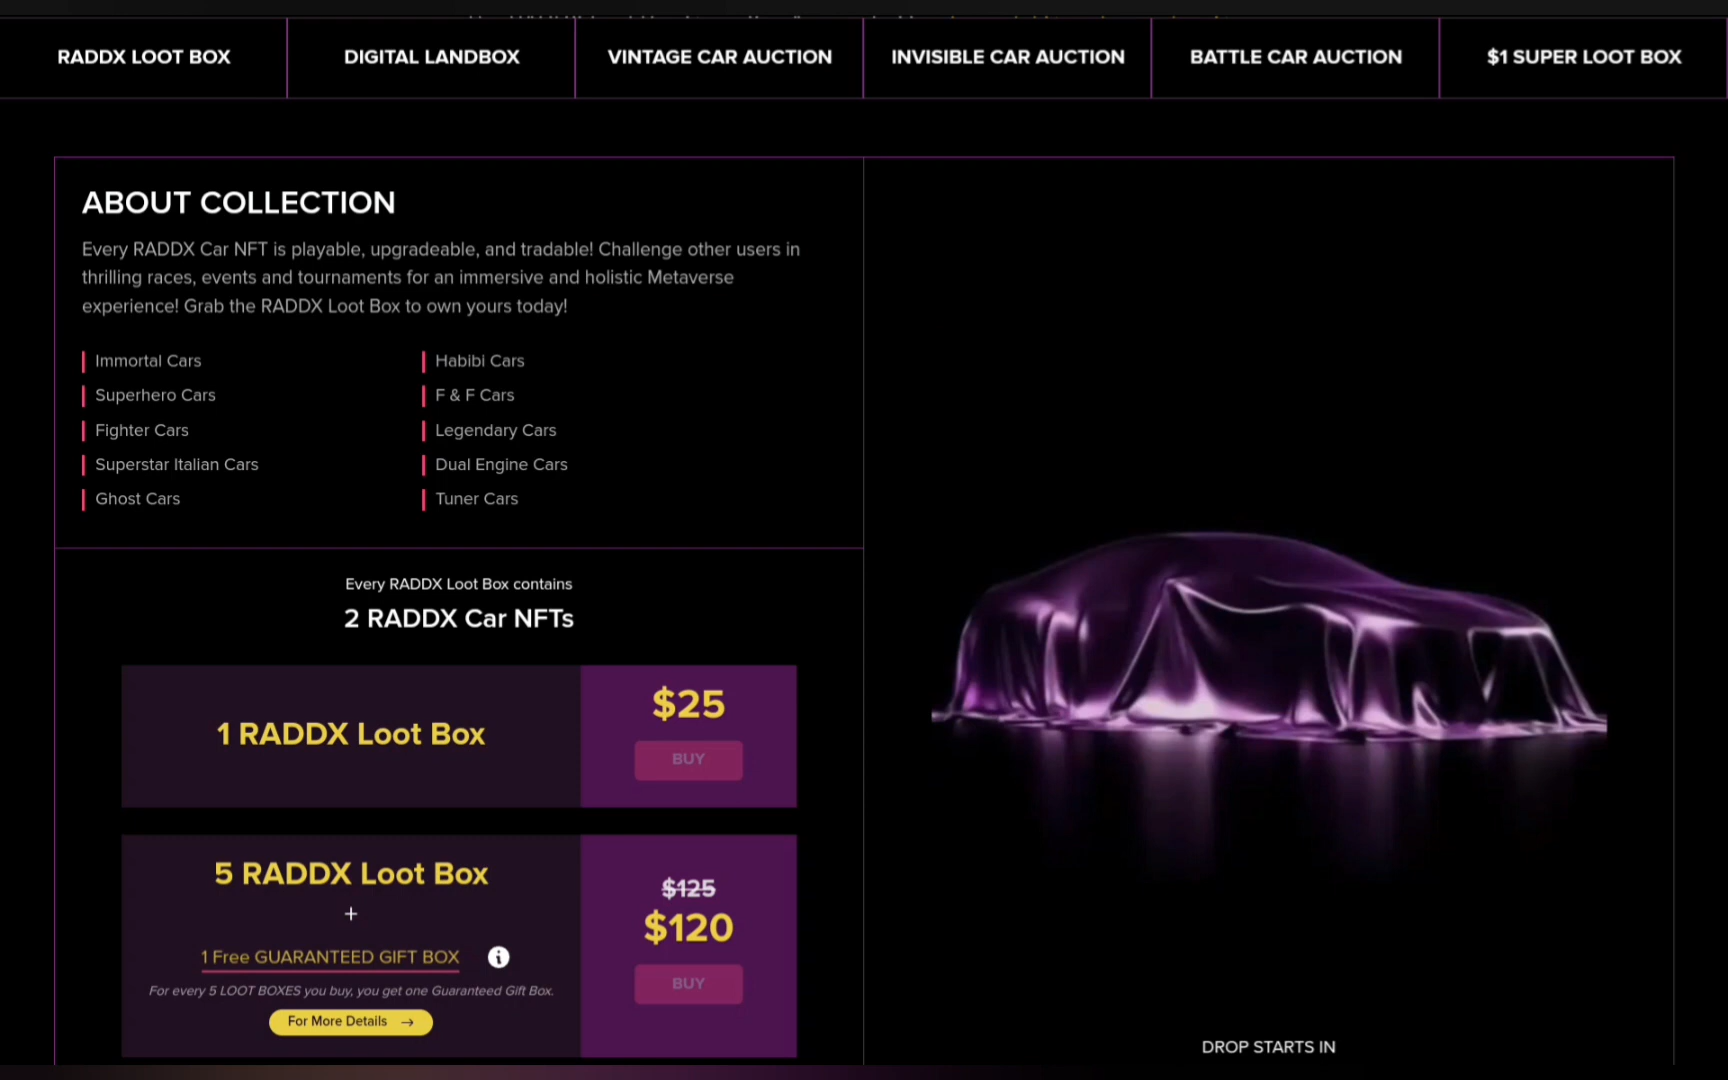 RADDX LOOT BOX
DIGITAL LANDBOX
VINTAGE CAR AUCTION
INVISIBLE CAR AUCTION
BATTLE CAR AUCTION
$1 SUPER LOOT BOX
ABOUT COLLECTION
Every RADDX Car NFT is playable, upgradeable, and tradable! Challenge other users in
thrilling races, events and tournaments for an immersive and holistic Metaverse
experience! Grab the RADDX Loot Box to own yours today!
Immortal Cars
Superhero Cars
Fighter Cars
Superstar Italian Cars
Ghost Cars
Habibi Cars
F & F Cars
Legendary Cars
Dual Engine Cars
Tuner Cars
Every RADDX Loot Box contains
2 RADDX Car NFTs
1 RADDX Loot Box
$25
BUY
5 RADDX Loot Box
+
1 Free GUARANTEED GIFT BOX
For every 5 LOOT BOXES you buy, you get one Guaranteed Gift Box.
For More Details →
$125
$120
BUY
DROP STARTS IN